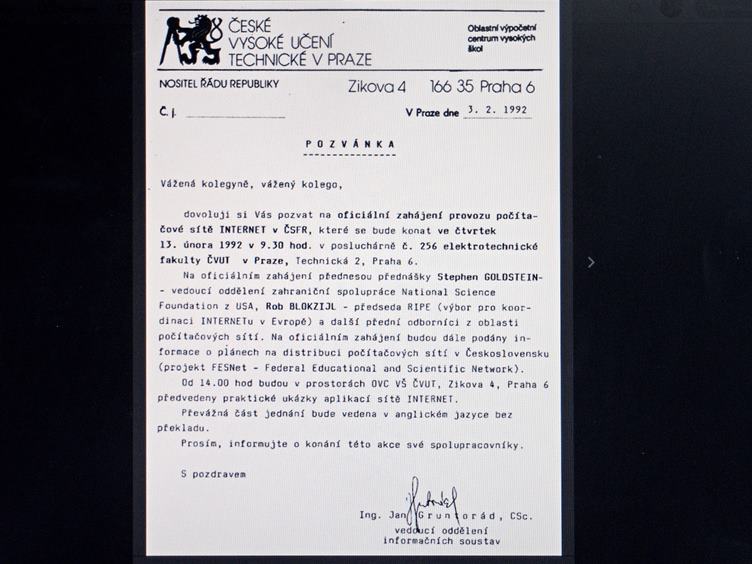 ČESKÉ
VYSOKÉ UČENÍ
TECHNICKÉ V PRAZE
Oblastní výpočetní
centrum vysokých
škol
NOSITEL ŘÁDU REPUBLIKY
Zikova 4 166 35 Praha 6
Č. j.
V Praze dne 3. 2. 1992
POZVÁNKA
Vážená kolegyně, vážený kolego,
dovoluji si Vás pozvat na oficiální zahájení provozu počíta-
čové sítě INTERNET v ČSFR, které se bude konat ve čtvrtek
13. února 1992 v 9.30 hod. v posluchárně č. 256 elektrotechnické
fakulty ČVUT v Praze, Technická 2, Praha 6.
Na oficiálním zahájení přednesou přednášky Stephen GOLDSTEIN-
- vedoucí oddělení zahraniční spolupráce National Science
Foundation z USA, Rob BLOKZIJL - předseda RIPE (výbor pro koor-
dinaci INTERNETu v Evropě) a další přední odborníci z oblasti
počítačových sítí. Na oficiálním zahájení budou dále podány in-
formace o plánech na distribuci počítačových sítí v Československu
(projekt FESNet - Federal Educational and Scientific Network).
Od 14.00 hod budou v prostorách OVC VŠ ČVUT, Zikova 4, Praha 6
předvedeny praktické ukázky aplikací sítě INTERNET.
Převážná část jednání bude vedena v anglickém jazyce bez
překladu.
Prosím, informujte o konání této akce své spolupracovníky.
S pozdravem
Ing. Jan Gruntorád, CSc.
vedoucí oddělení
informačních soustav